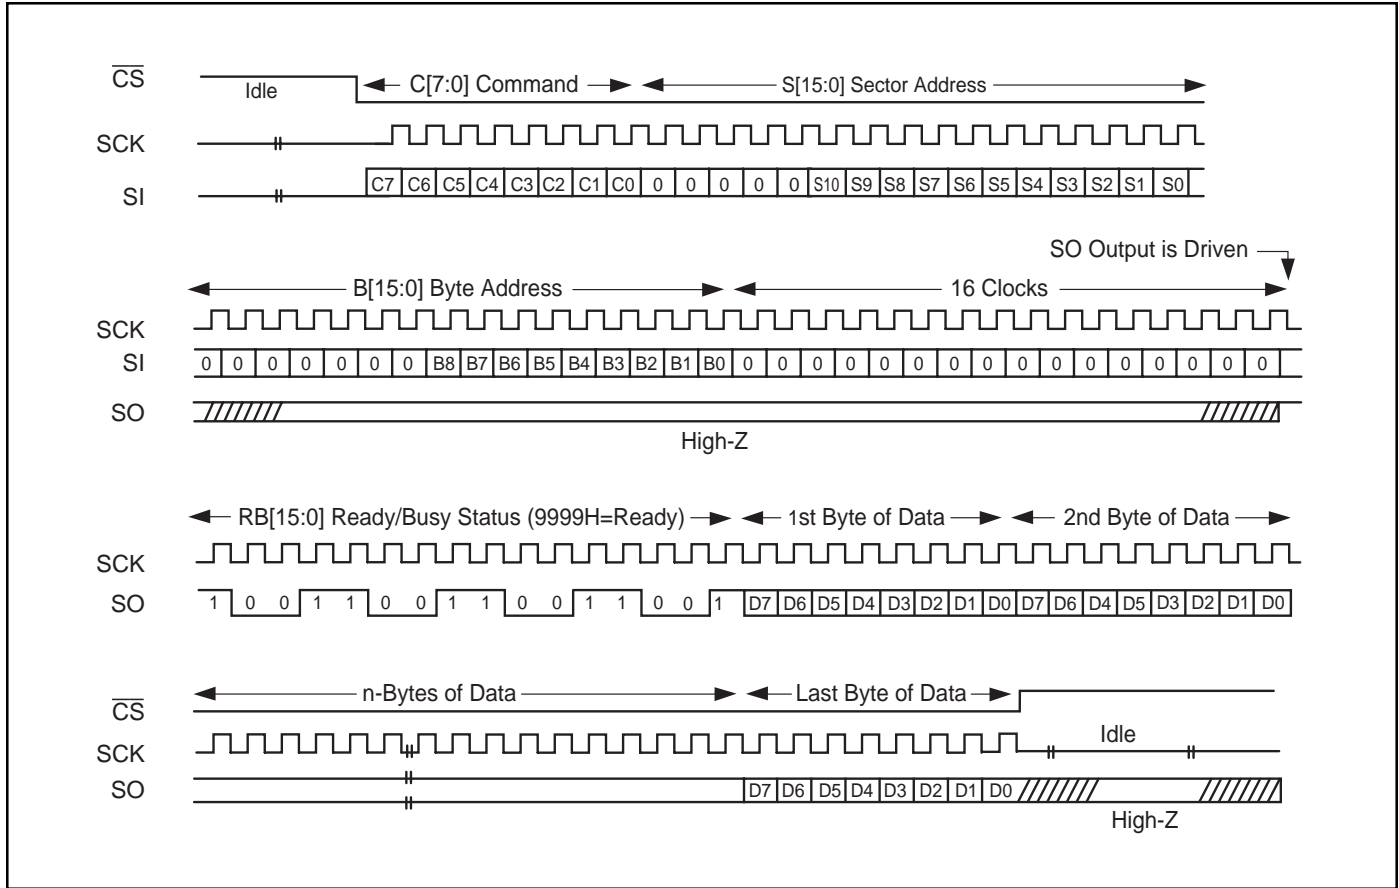 CS
Idle
C[7:0] Command
S[15:0] Sector Address
SCK
SI
C7 C6 C5 C4 C3 C2 C1 C0 0 0 0 0 0 S10 S9 S8 S7 S6 S5 S4 S3 S2 S1 S0
SO Output is Driven
B[15:0] Byte Address
16 Clocks
SCK
SI
0 0 0 0 0 0 0 B8 B7 B6 B5 B4 B3 B2 B1 B0 0 0 0 0 0 0 0 0 0 0 0 0 0 0 0 0
SO
High-Z
RB[15:0] Ready/Busy Status (9999H=Ready)
1st Byte of Data
2nd Byte of Data
SCK
SO
1 0 0 1 1 0 0 1 1 0 0 1 1 0 0 1 D7 D6 D5 D4 D3 D2 D1 D0 D7 D6 D4 D5 D3 D2 D1 D0
n-Bytes of Data
Last Byte of Data
CS
SCK
Idle
SO
D7 D6 D5 D4 D3 D2 D1 D0
High-Z